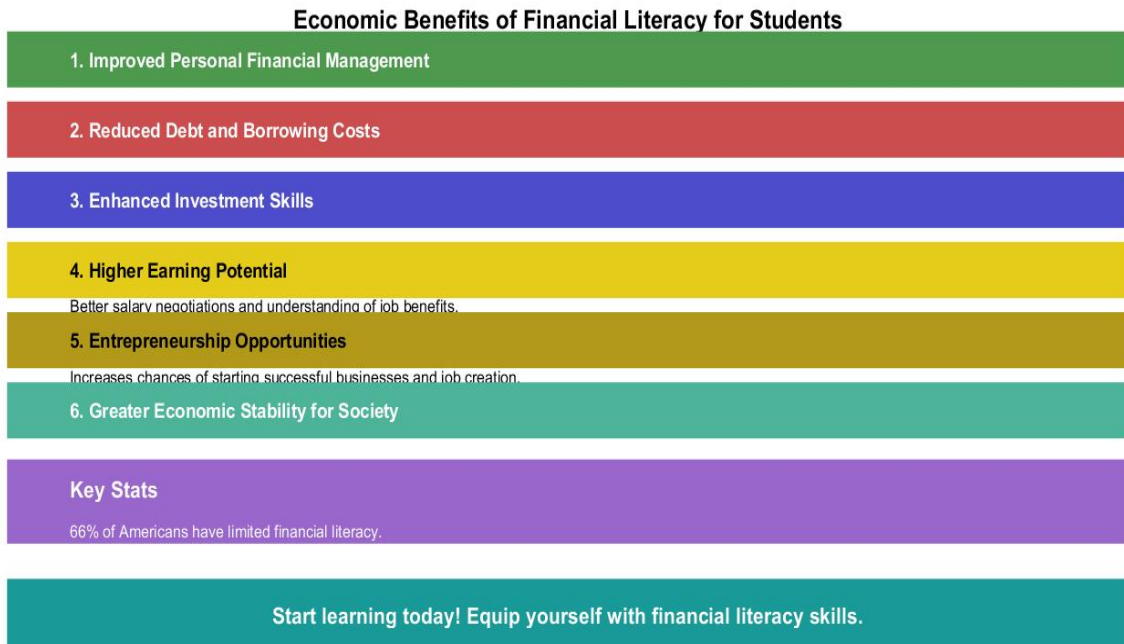 Economic Benefits of Financial Literacy for Students
1. Improved Personal Financial Management
2. Reduced Debt and Borrowing Costs
3. Enhanced Investment Skills
4. Higher Earning Potential
Better salary negotiations and understanding of job benefits.
5. Entrepreneurship Opportunities
Increases chances of starting successful businesses and job creation.
6. Greater Economic Stability for Society
Key Stats
66% of Americans have limited financial literacy.
Start learning today! Equip yourself with financial literacy skills.